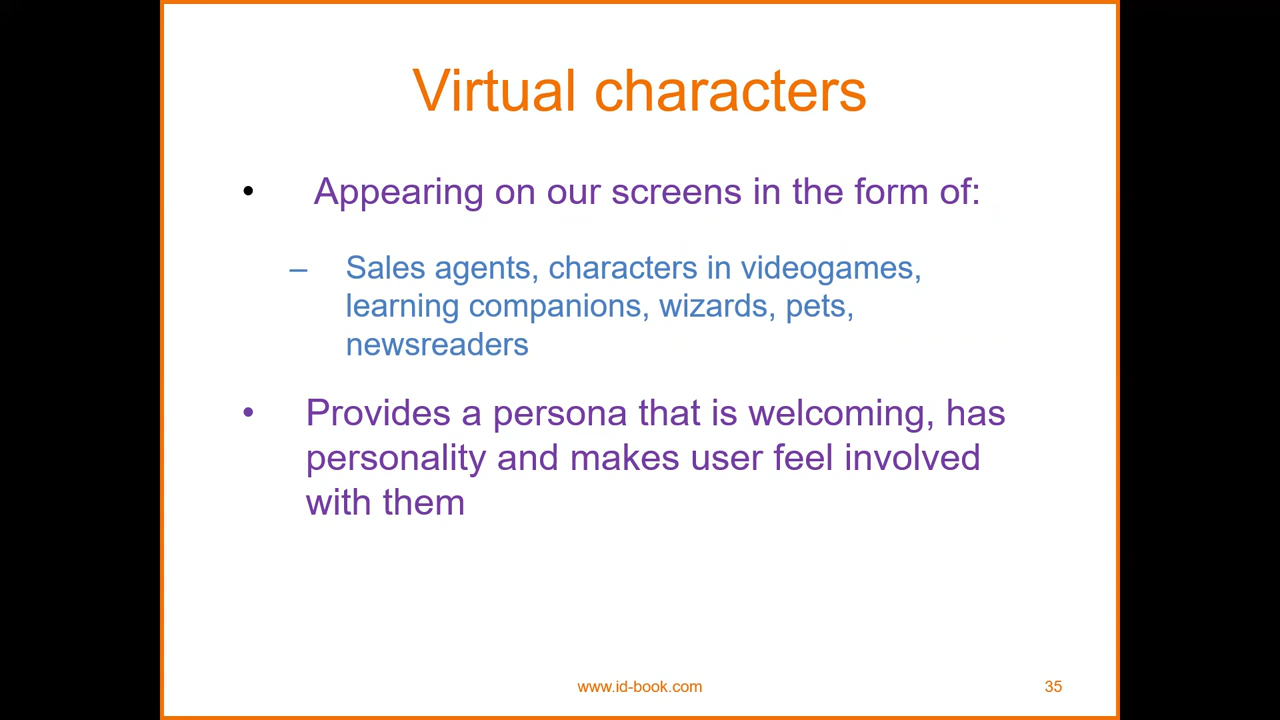 Virtual characters
• Appearing on our screens in the form of:
– Sales agents, characters in videogames,
learning companions, wizards, pets,
newsreaders
• Provides a persona that is welcoming, has
personality and makes user feel involved
with them
www.id-book.com 35